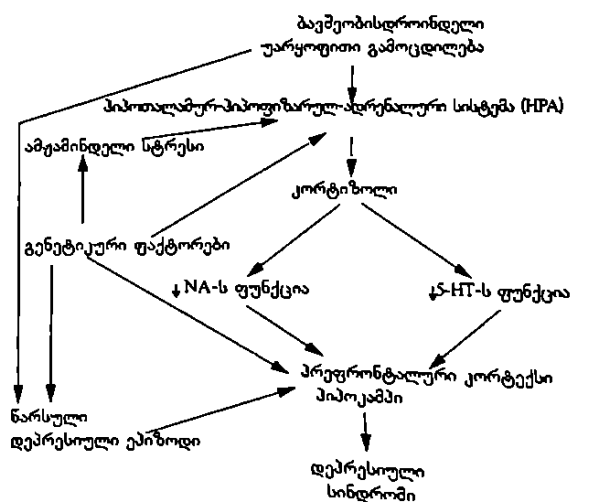 ბავშვობისდროინდელი
უარყოფითი გამოცდილება
ჰიპოთალამურ-ჰიპოფიზარულ-ადრენალური სისტემა (HPA)
ამჟამინდელი სტრესი
კორტიზოლი
გენეტიკური ფაქტორები
↓NA-ს ფუნქცია
↓5-HT-ს ფუნქცია
პრეფრონტალური კორტექსი
ჰიპოკამპი
წარსული
დეპრესიული ეპიზოდი
დეპრესიული
სინდრომი